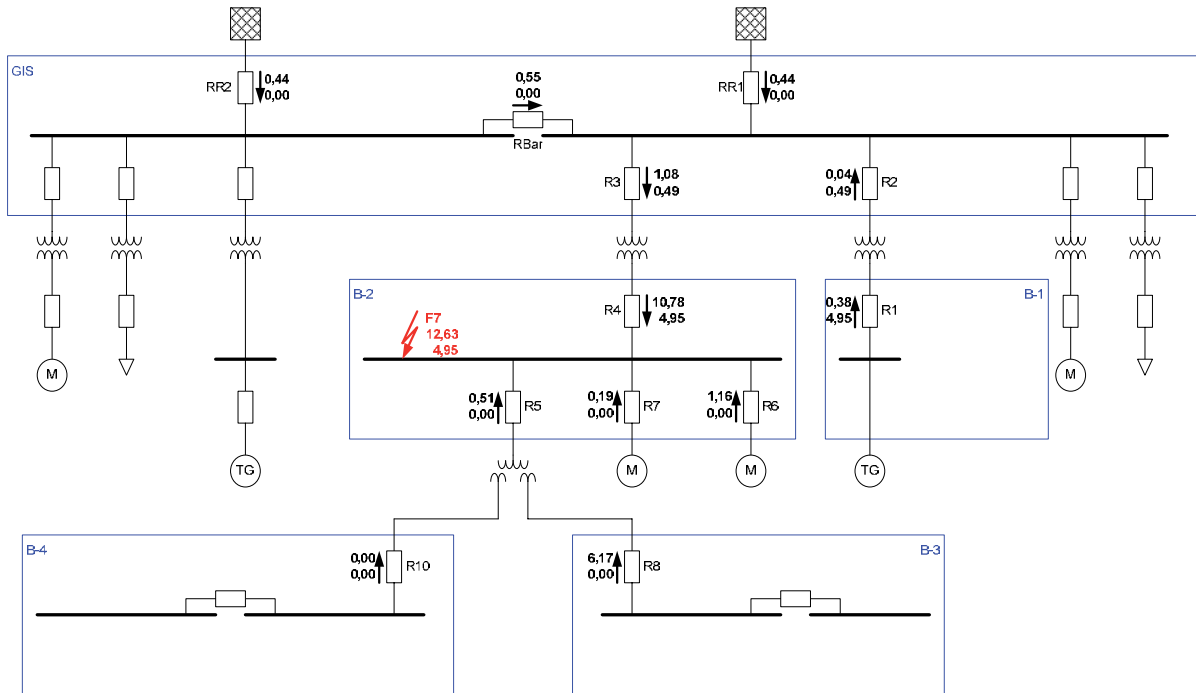 GIS
RR2
0,44
0,00
0,55
0,00
RBar
RR1
0,44
0,00
R3
1,08
0,49
0,04
0,49
R2
B-2
F7
12,63
4,95
R4
10,78
4,95
0,38
4,95
R1
B-1
M
M
0,51
0,00
R5
0,19
0,00
R7
1,16
0,00
R6
TG
M
M
TG
B-4
0,00
0,00
R10
6,17
0,00
R8
B-3